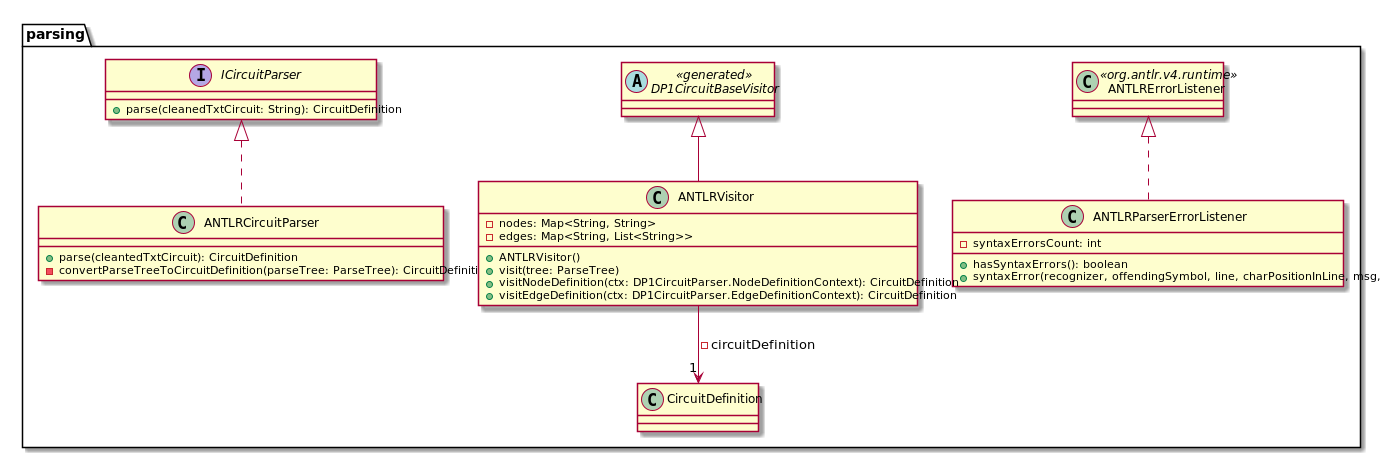 parsing
I ICircuitParser
parse(cleanedTxtCircuit: String): CircuitDefinition
C ANTLRCircuitParser
parse(cleantedTxtCircuit): CircuitDefinition
convertParseTreeToCircuitDefinition(parseTree: ParseTree): CircuitDefiniti
A «generated»
DP1CircuitBaseVisitor
C ANTLRVisitor
nodes: Map<String, String>
edges: Map<String, List<String>>
ANTLRVisitor()
visit(tree: ParseTree)
visitNodeDefinition(ctx: DP1CircuitParser.NodeDefinitionContext): CircuitDefinition
visitEdgeDefinition(ctx: DP1CircuitParser.EdgeDefinitionContext): CircuitDefinition
circuitDefinition
1
C CircuitDefinition
C «org.antlr.v4.runtime»
ANTLRErrorListener
C ANTLRParserErrorListener
syntaxErrorsCount: int
hasSyntaxErrors(): boolean
syntaxError(recognizer, offendingSymbol, line, charPositionInLine, msg,